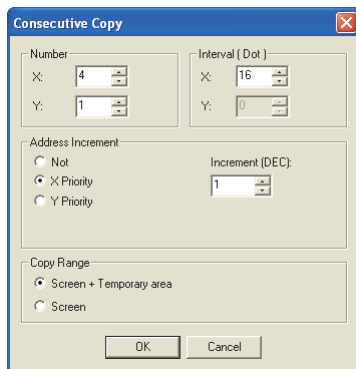 Consecutive Copy
Number
Interval ( Dot )
X: 4
X: 16
Y: 1
Y: 0
Address Increment
Not
Increment (DEC):
X Priority
1
Y Priority
Copy Range
Screen + Temporary area
Screen
OK
Cancel